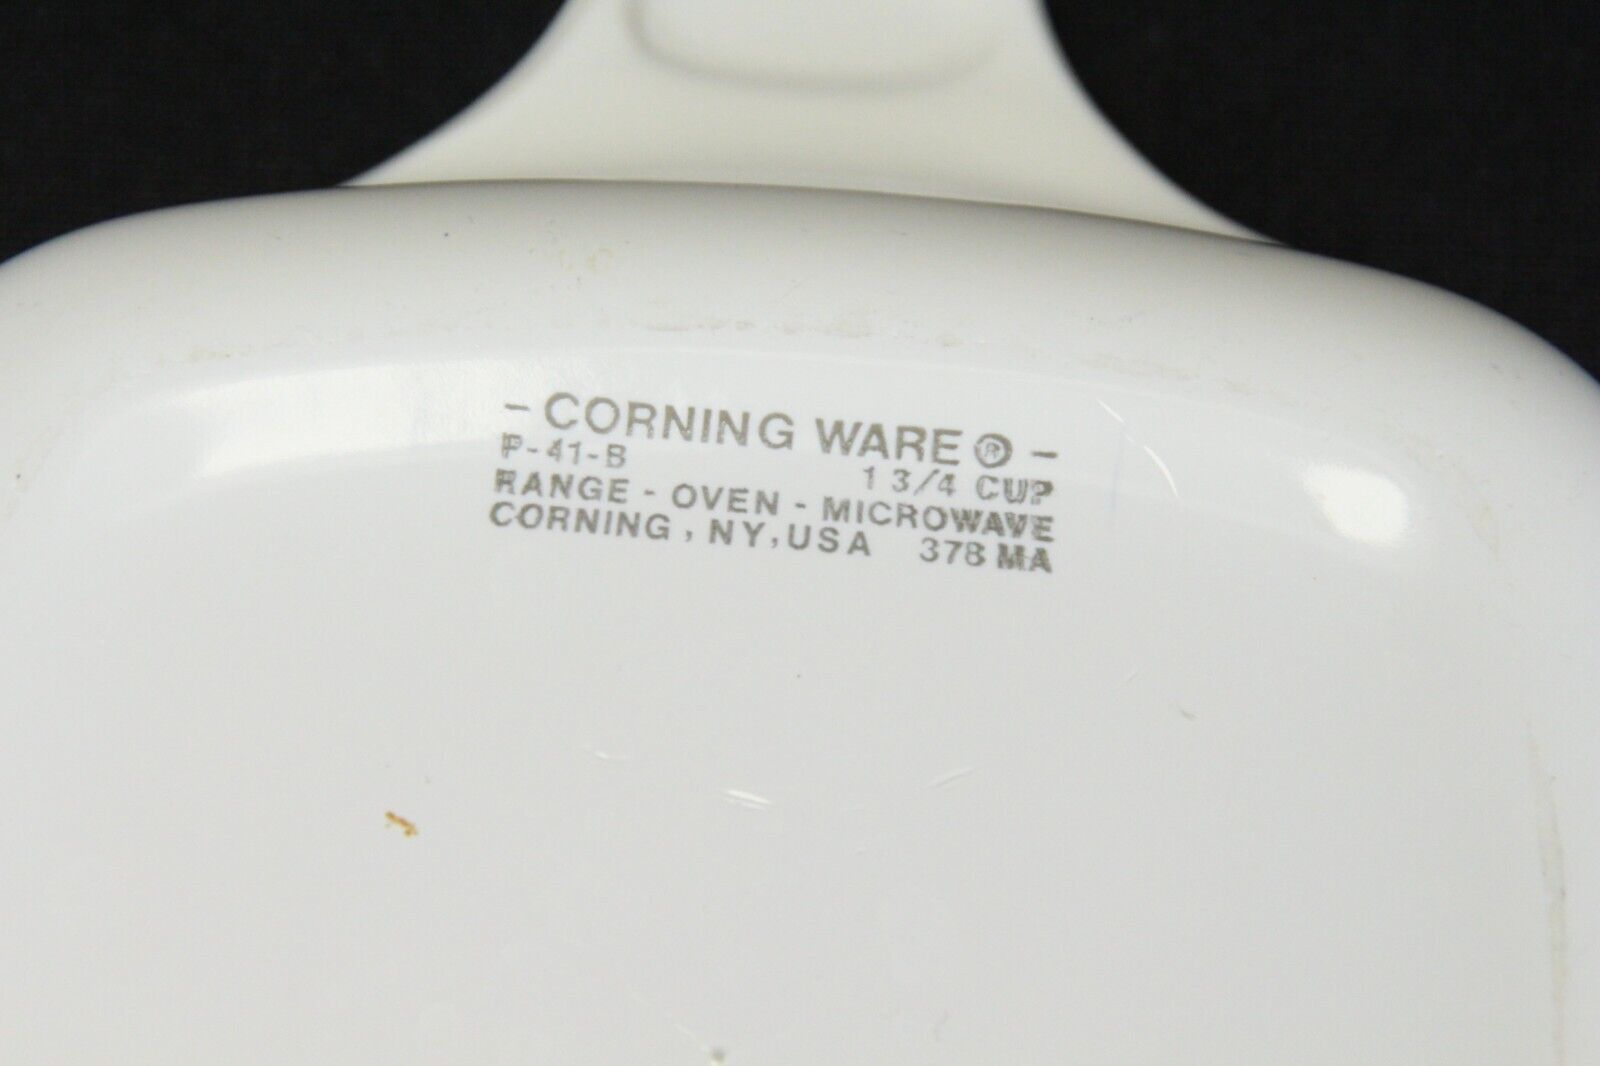 - CORNING WARE ® -
P-41-B 1 3/4 CUP
RANGE - OVEN - MICROWAVE
CORNING, NY, USA 378 MA